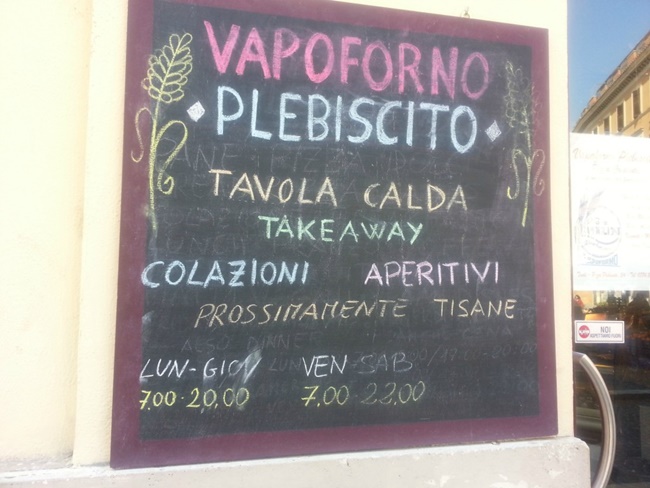 VAPOFORNO
PLEBISCITO
TAVOLA CALDA
TAKEAWAY
COLAZIONI APERITIVI
PROSSIMAMENTE TISANE
LUN-GIOV VEN-SAB
7.00-20,00 7,00-22,00
NOI